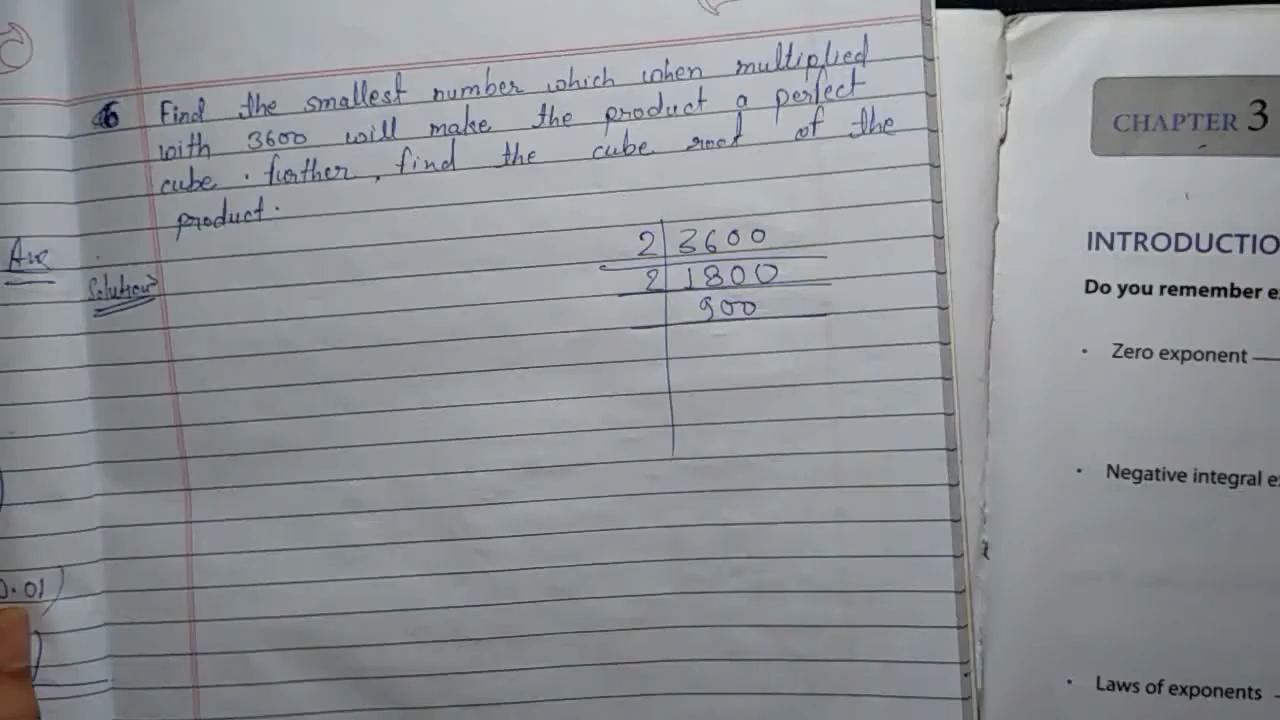 6 Find the smallest number which when multiplied
with 3600 will make the product a perfect
cube. further, find the cube root of the
product.
Ans
Solution
2 3600
2 1800
900
0.01)
CHAPTER 3
INTRODUCTIO
Do you remember e
• Zero exponent
• Negative integral e
• Laws of exponents